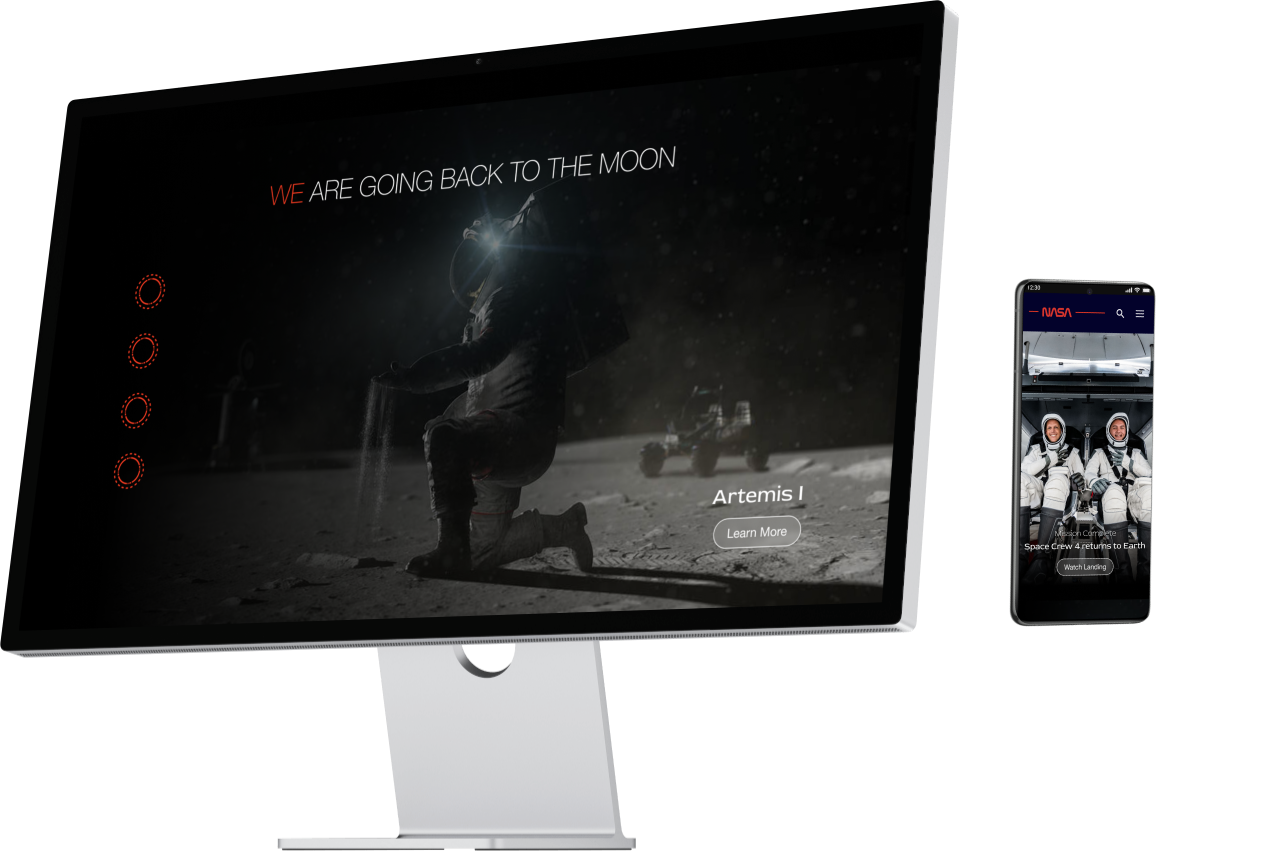 WE ARE GOING BACK TO THE MOON
Artemis I
Learn More
12:30
NASA
Mission Complete
Space Crew 4 returns to Earth
Watch Landing